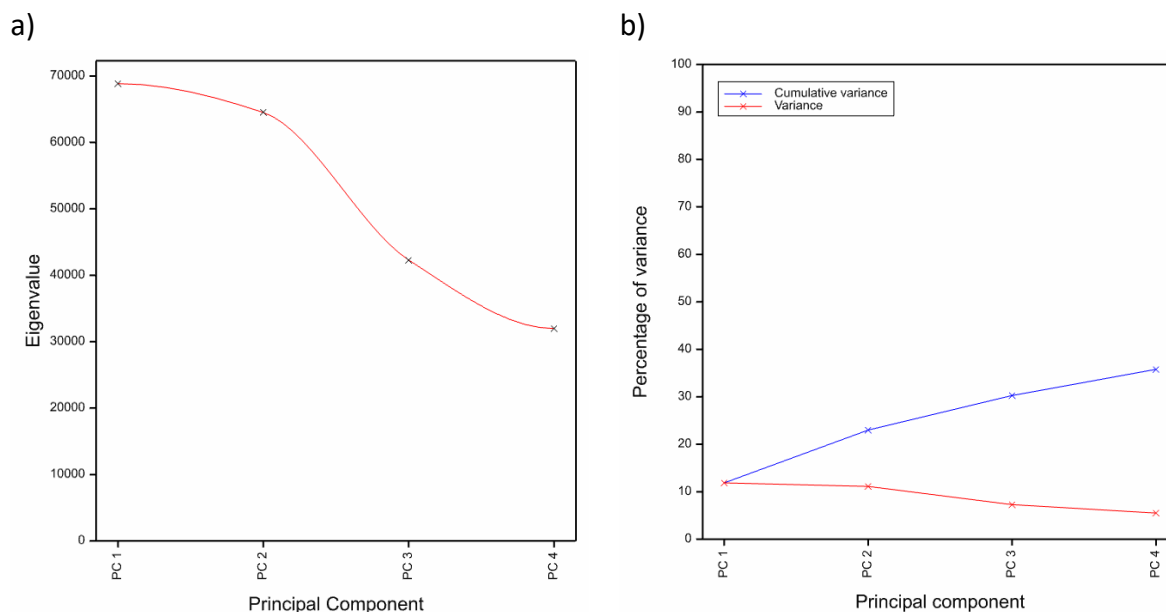 a)
70000
60000
50000
40000
30000
20000
10000
0
Eigenvalue
PC 1
PC 2
PC 3
PC 4
Principal Component
b)
100
90
80
70
60
50
40
30
20
10
0
Percentage of variance
Cumulative variance
Variance
PC 1
PC 2
PC 3
PC 4
Principal component